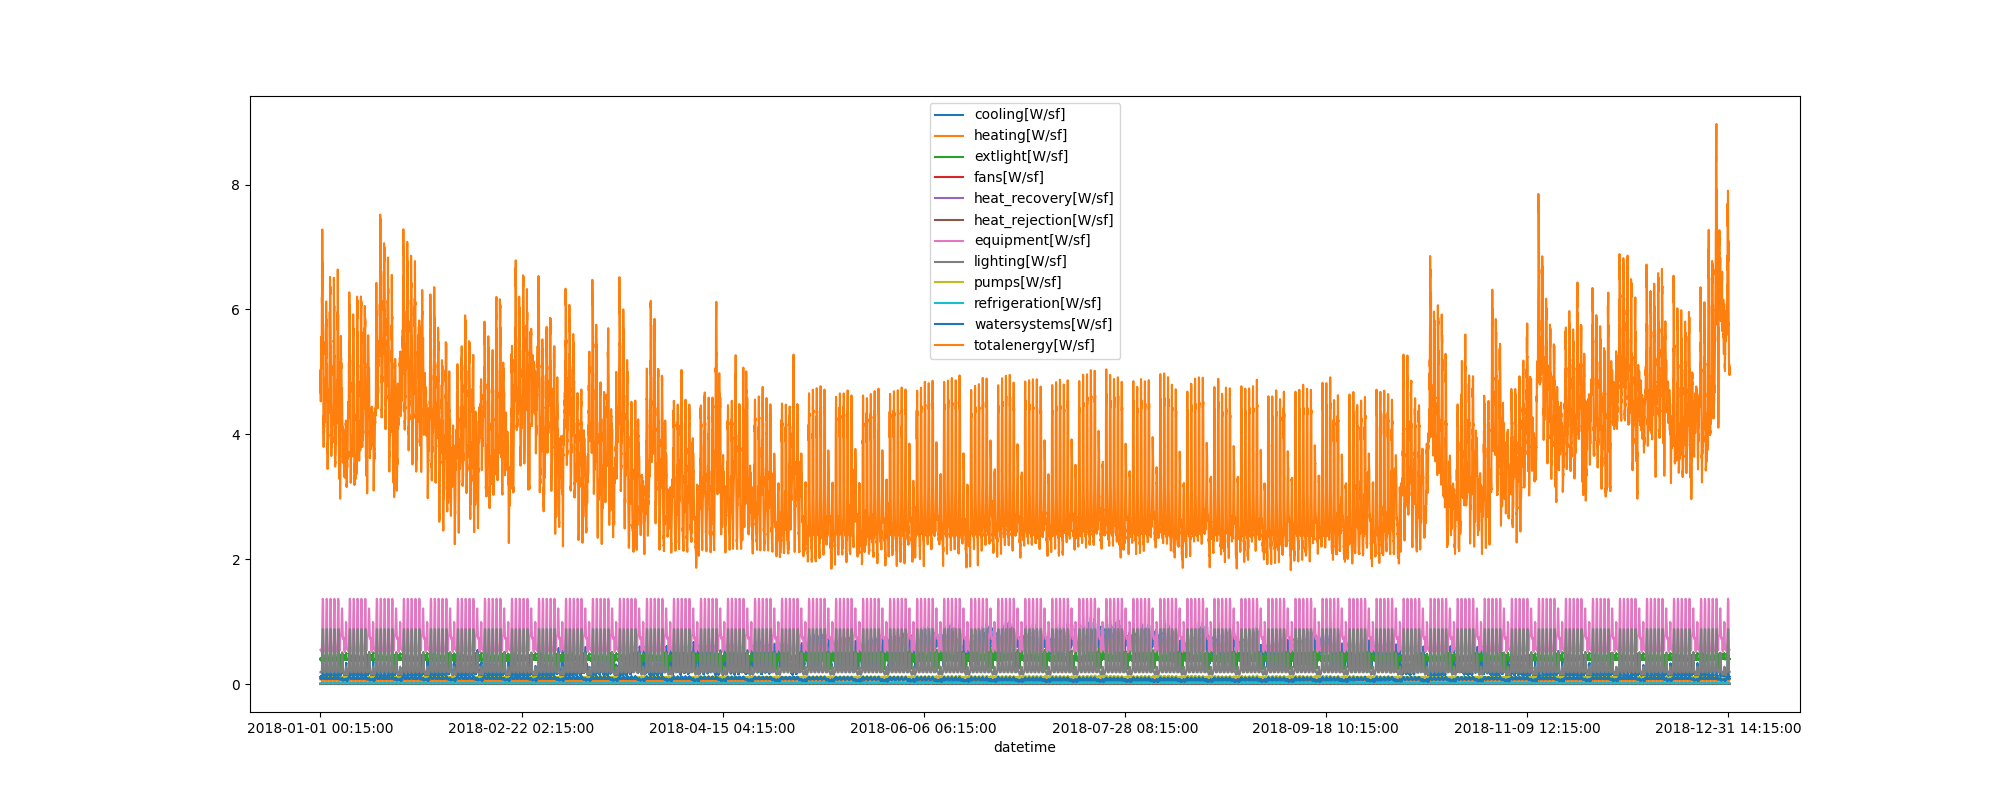 cooling[W/sf]
heating[W/sf]
extlight[W/sf]
fans[W/sf]
heat_recovery[W/sf]
heat_rejection[W/sf]
equipment[W/sf]
lighting[W/sf]
pumps[W/sf]
refrigeration[W/sf]
watersystems[W/sf]
totalenergy[W/sf]
8
6
4
2
0
2018-01-01 00:15:00 2018-02-22 02:15:00 2018-04-15 04:15:00 2018-06-06 06:15:00 2018-07-28 08:15:00 2018-09-18 10:15:00 2018-11-09 12:15:00 2018-12-31 14:15:00
datetime